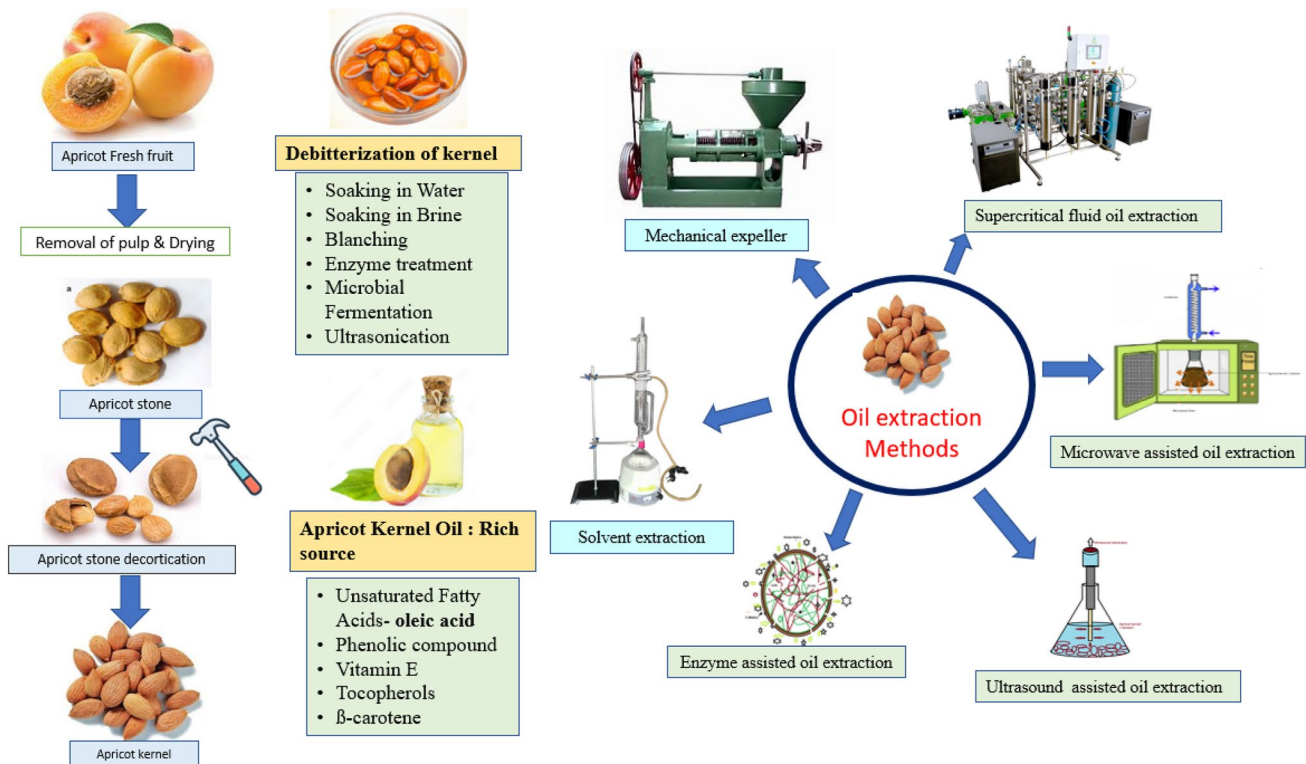 Apricot Fresh fruit
Removal of pulp & Drying
a
Apricot stone
Apricot stone decortication
Apricot kernel
Debitterization of kernel
• Soaking in Water
• Soaking in Brine
• Blanching
• Enzyme treatment
• Microbial
Fermentation
• Ultrasonication
Apricot Kernel Oil : Rich
source
• Unsaturated Fatty
Acids- oleic acid
• Phenolic compound
• Vitamin E
• Tocopherols
• ß-carotene
Mechanical expeller
Supercritical fluid oil extraction
Oil extraction
Methods
Microwave assisted oil extraction
Solvent extraction
Enzyme assisted oil extraction
Ultrasound assisted oil extraction